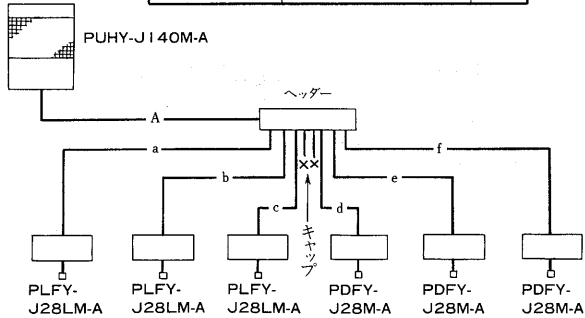 PUHY-J140M-A
ヘッダー
A
a
f
b
e
c
d
キャップ
PLFY-
J28LM-A
PLFY-
J28LM-A
PLFY-
J28LM-A
PDFY-
J28M-A
PDFY-
J28M-A
PDFY-
J28M-A